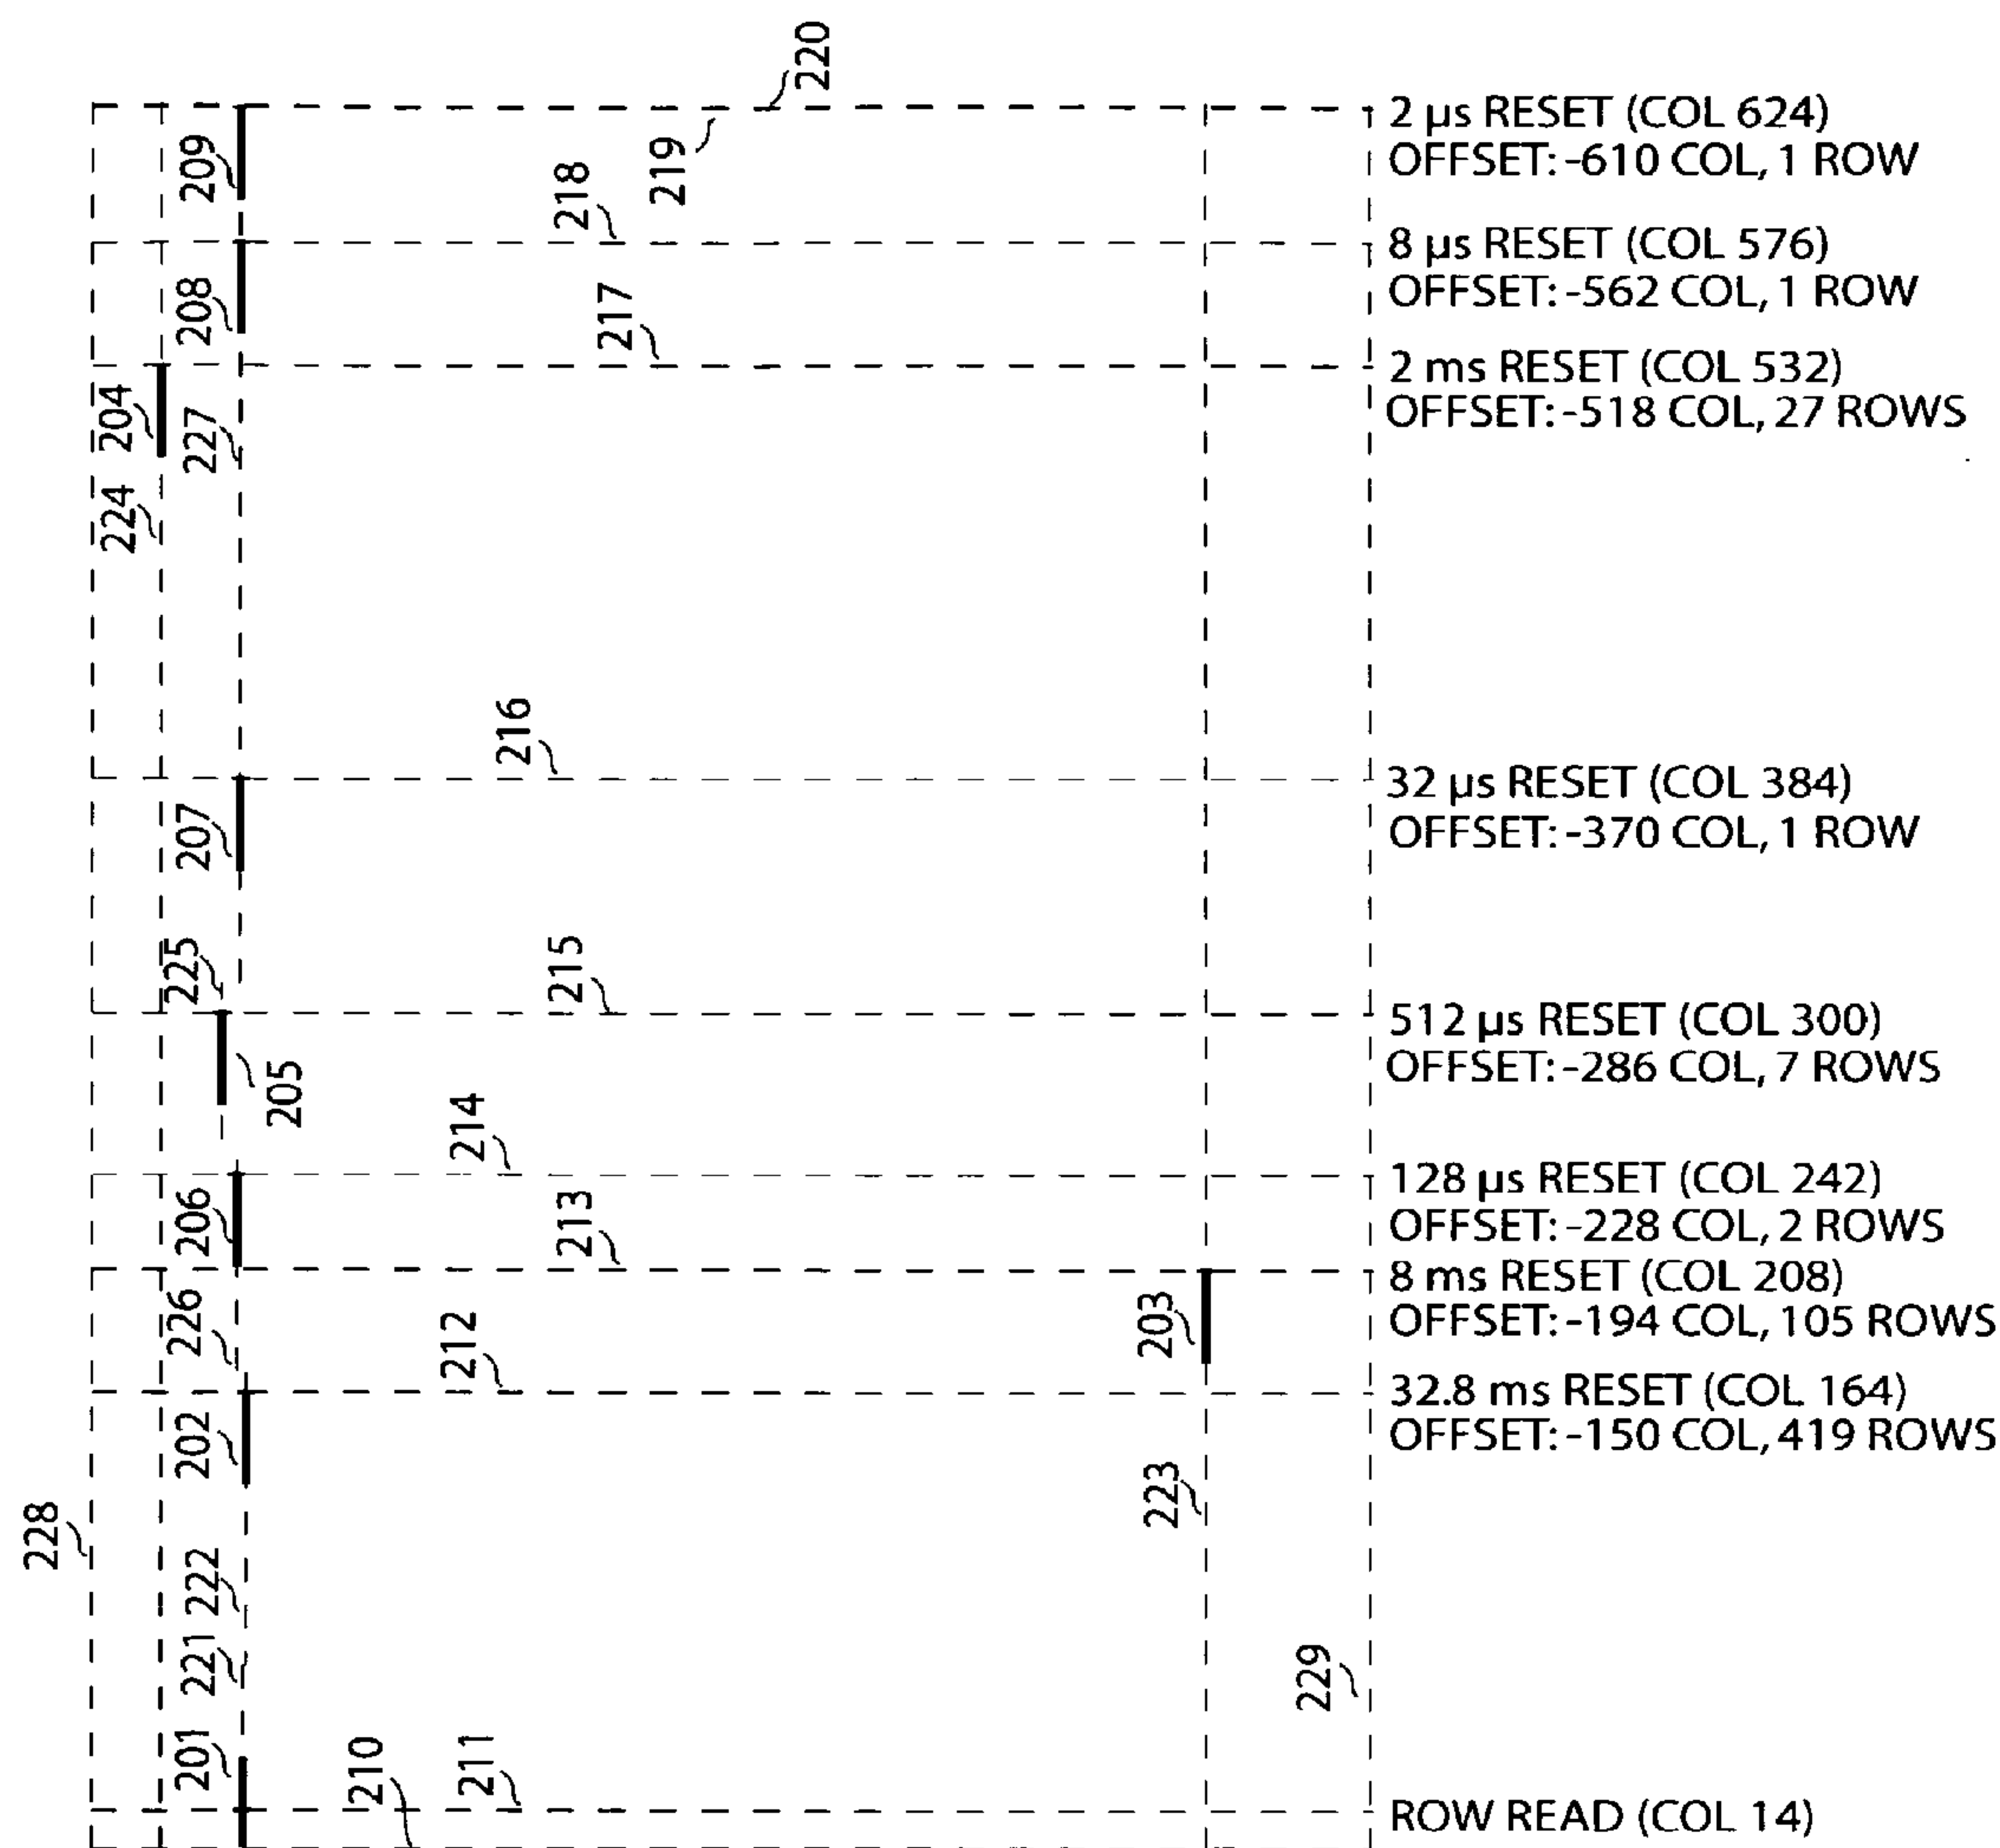 220
2 µs RESET (COL 624)
OFFSET: -610 COL, 1 ROW
209
219
218
8 µs RESET (COL 576)
OFFSET: -562 COL, 1 ROW
208
217
2 ms RESET (COL 532)
OFFSET: -518 COL, 27 ROWS
204
227
224
216
32 µs RESET (COL 384)
OFFSET: -370 COL, 1 ROW
207
225
215
512 µs RESET (COL 300)
OFFSET: -286 COL, 7 ROWS
205
214
128 µs RESET (COL 242)
OFFSET: -228 COL, 2 ROWS
206
213
8 ms RESET (COL 208)
OFFSET: -194 COL, 105 ROWS
226
212
203
32.8 ms RESET (COL 164)
OFFSET: -150 COL, 419 ROWS
202
223
228
222
221
229
201
210
211
ROW READ (COL 14)